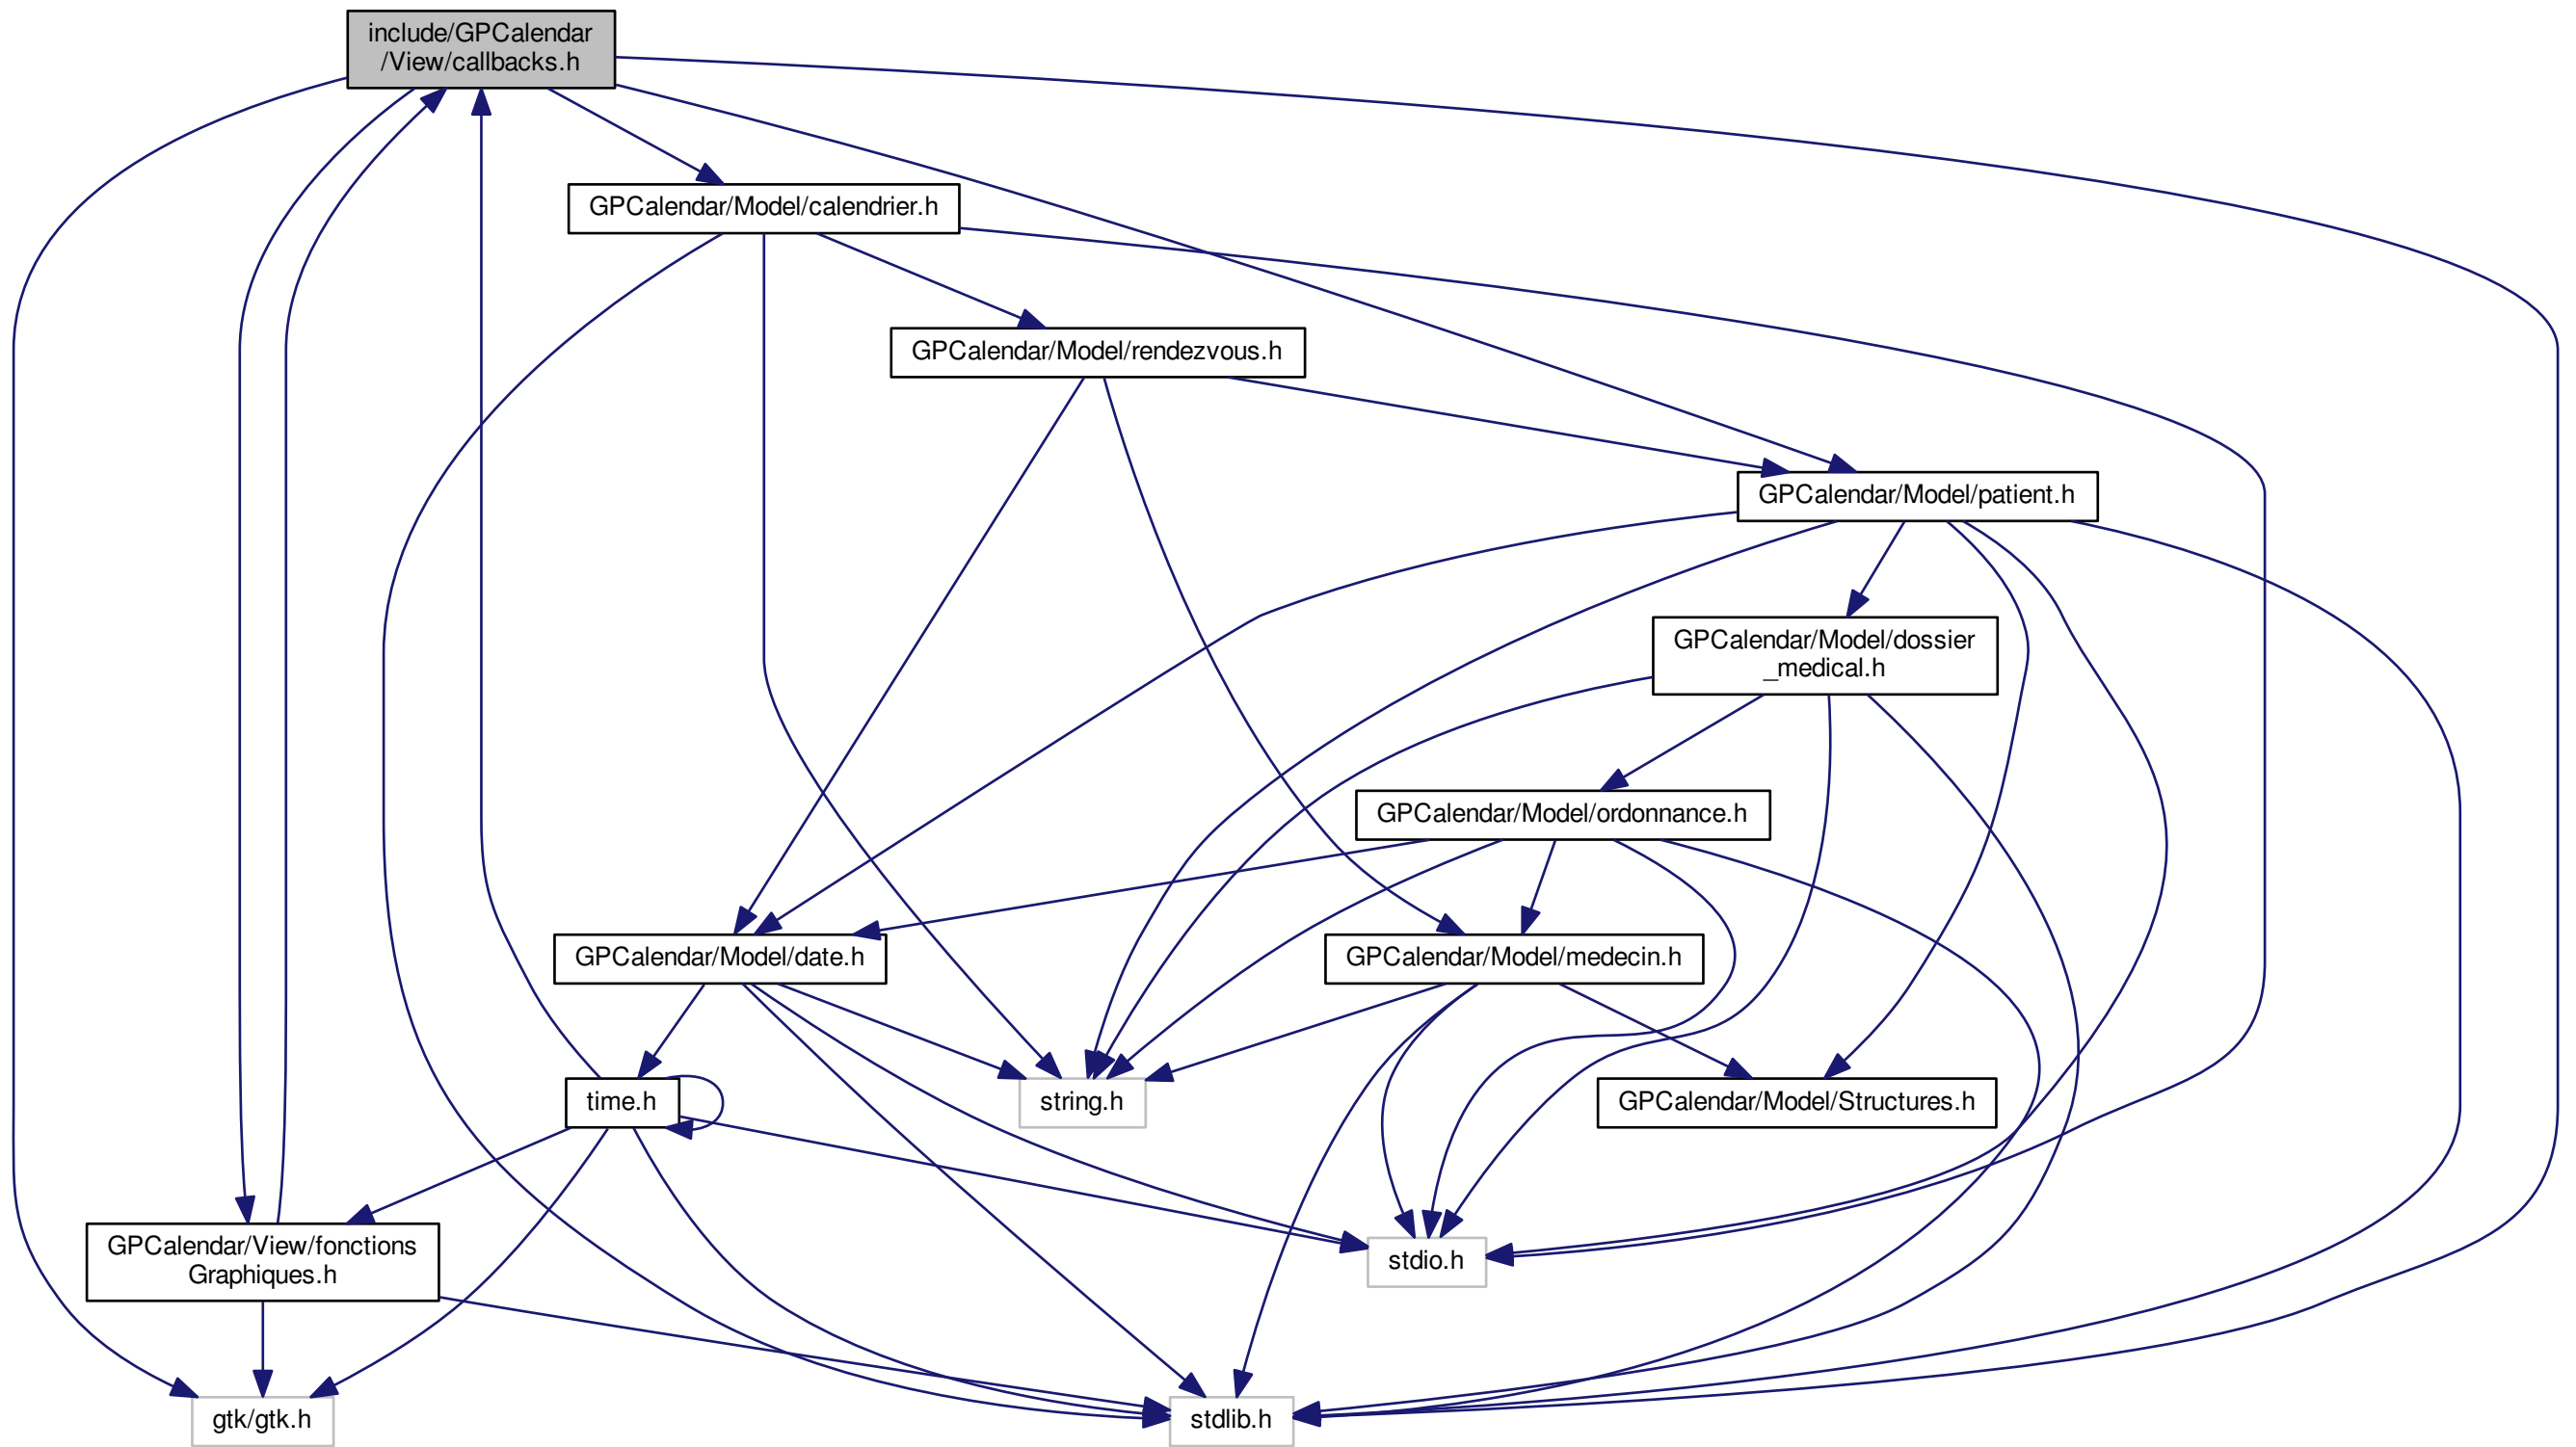 include/GPCalendar
/View/callbacks.h
GPCalendar/Model/calendrier.h
GPCalendar/Model/rendezvous.h
GPCalendar/Model/patient.h
GPCalendar/Model/dossier
_medical.h
GPCalendar/Model/ordonnance.h
GPCalendar/Model/date.h
GPCalendar/Model/medecin.h
time.h
string.h
GPCalendar/Model/Structures.h
GPCalendar/View/fonctions
Graphiques.h
stdio.h
gtk/gtk.h
stdlib.h